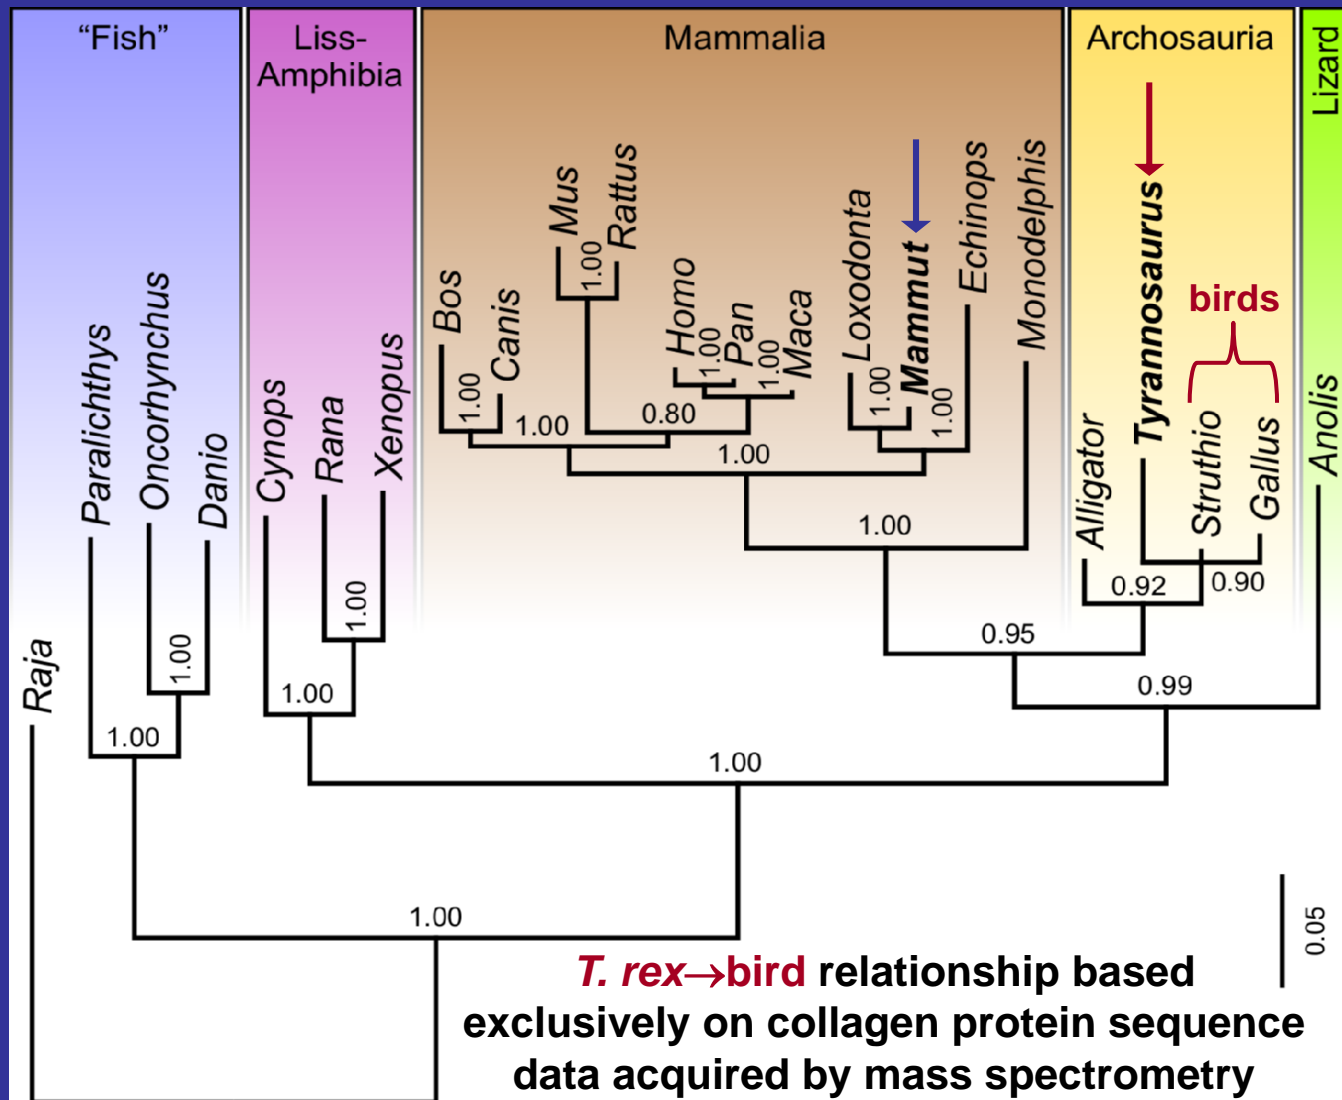 “Fish”
Liss-
Amphibia
Mammalia
Archosauria
Lizard
Raja
Paralichthys
Oncorhynchus
Danio
Cynops
Rana
Xenopus
Bos
Canis
Mus
Rattus
Homo
Pan
Maca
Loxodonta
Mammut
Echinops
Monodelphis
Alligator
Tyrannosaurus
birds
Struthio
Gallus
Anolis
1.00
1.00
1.00
1.00
1.00
1.00
1.00
0.80
1.00
1.00
1.00
1.00
1.00
1.00
0.92
0.90
0.95
0.99
1.00
1.00
0.05
T. rex→bird relationship based
exclusively on collagen protein sequence
data acquired by mass spectrometry